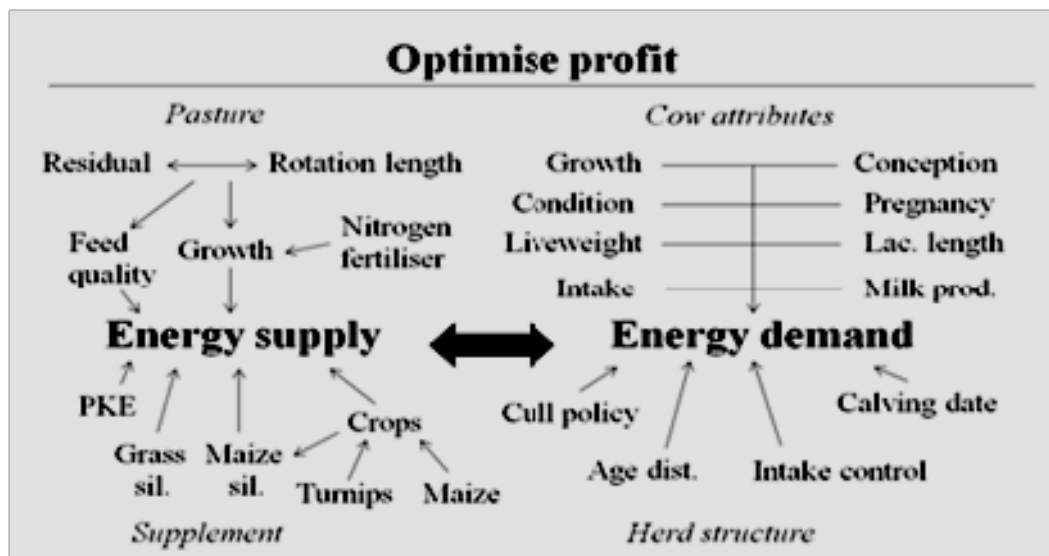 Optimise profit
Pasture
Cow attributes
Residual
Rotation length
Growth
Conception
Condition
Pregnancy
Feed
quality
Growth
Nitrogen
fertiliser
Liveweight
Lac. length
Intake
Milk prod.
Energy supply
Energy demand
PKE
Grass
sil.
Maize
sil.
Crops
Turnips
Maize
Cull policy
Calving date
Age dist.
Intake control
Supplement
Herd structure